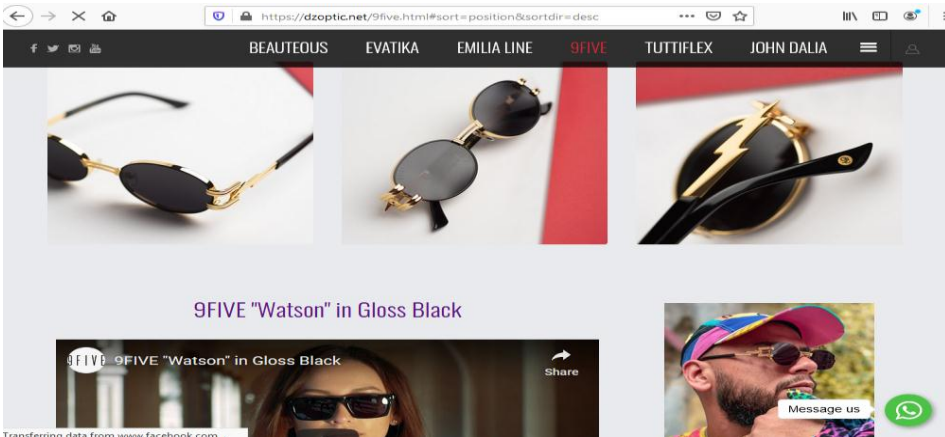 https://dzoptic.net/9five.html#sort=position&sortdir=desc
BEAUTEOUS EVATIKA EMILIA LINE 9FIVE TUTTIFLEX JOHN DALIA
9FIVE "Watson" in Gloss Black
9FIVE 9FIVE "Watson" in Gloss Black
Share
Message us
Transferring data from www.facebook.com...